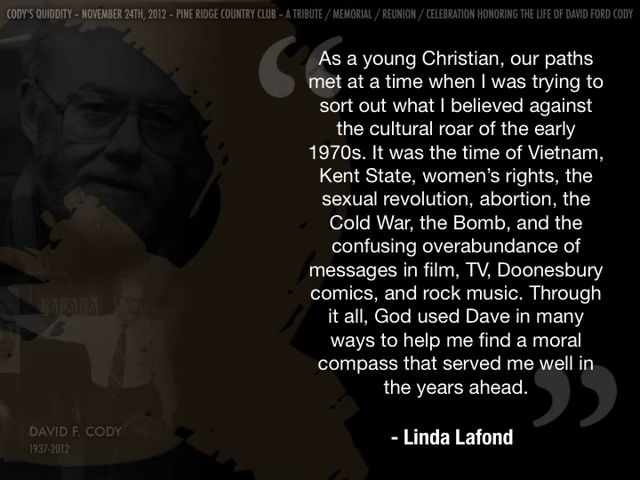 CODY'S QUIDDITY – NOVEMBER 24TH, 2012 – PINE RIDGE COUNTRY CLUB – A TRIBUTE / MEMORIAL / REUNION / CELEBRATION HONORING THE LIFE OF DAVID FORD CODY
“
As a young Christian, our paths
met at a time when I was trying to
sort out what I believed against
the cultural roar of the early
1970s. It was the time of Vietnam,
Kent State, women’s rights, the
sexual revolution, abortion, the
Cold War, the Bomb, and the
confusing overabundance of
messages in film, TV, Doonesbury
comics, and rock music. Through
it all, God used Dave in many
ways to help me find a moral
compass that served me well in
the years ahead.
”
- Linda Lafond
DAVID F. CODY
1937-2012